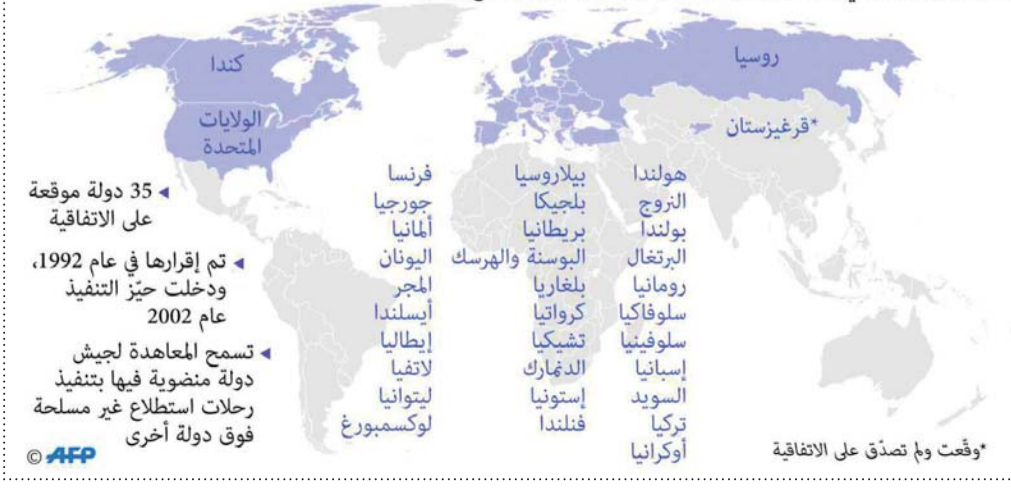 روسيا
كندا
الولايات
المتحدة
*قرغيزستان
هولندا
النروج
بولندا
البرتغال
رومانيا
سلوفاكيا
سلوفينيا
إسبانيا
السويد
تركيا
أوكرانيا
بيلاروسيا
بلجيكا
بريطانيا
البوسنة والهرسك
بلغاريا
كرواتيا
تشيكيا
الدنمارك
إستونيا
فنلندا
فرنسا
جورجيا
ألمانيا
اليونان
المجر
أيسلندا
إيطاليا
لاتفيا
ليتوانيا
لوكسمبورغ
35 دولة موقعة
على الاتفاقية
تم إقرارها في عام 1992،
ودخلت حيّز التنفيذ
عام 2002
تسمح المعاهدة لجيش
دولة منضوية فيها بتنفيذ
رحلات استطلاع غير مسلحة
فوق دولة أخرى
*وقّعت ولم تصدّق على الاتفاقية
© AFP